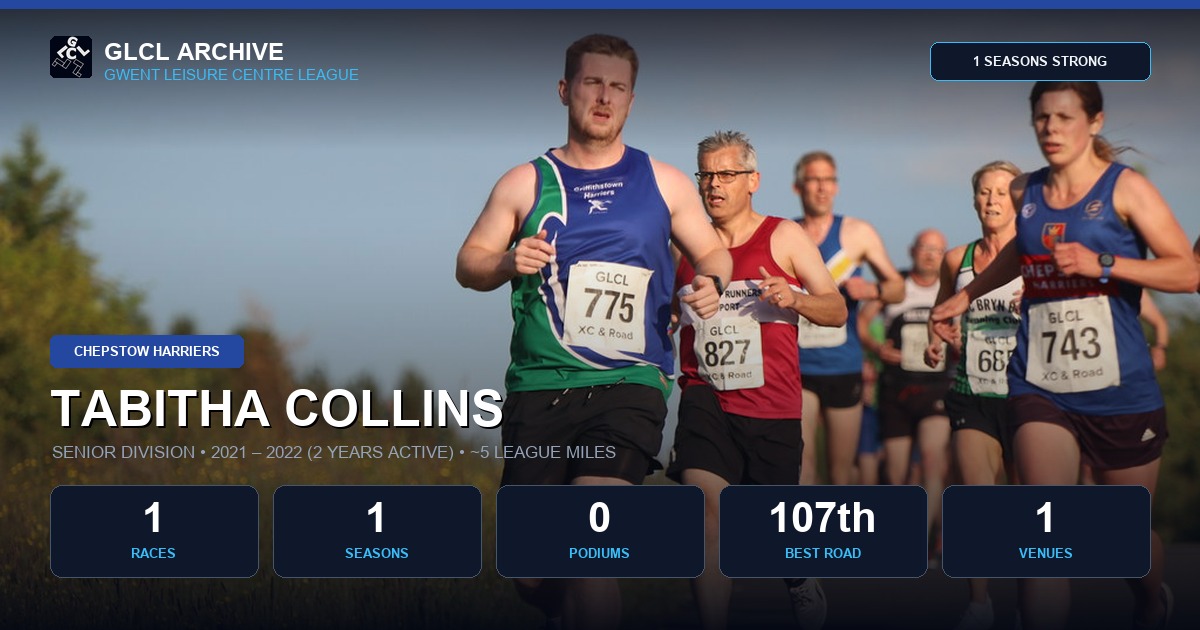 GLCL ARCHIVE
GWENT LEISURE CENTRE LEAGUE
1 SEASONS STRONG
Griffithstown
Harriers
GLCL
775
XC & Road
GLCL
827
XC & Road
GLCL
743
XC & Road
CHEPSTOW HARRIERS
TABITHA COLLINS
SENIOR DIVISION • 2021 – 2022 (2 YEARS ACTIVE) • ~5 LEAGUE MILES
1
RACES
1
SEASONS
0
PODIUMS
107th
BEST ROAD
1
VENUES